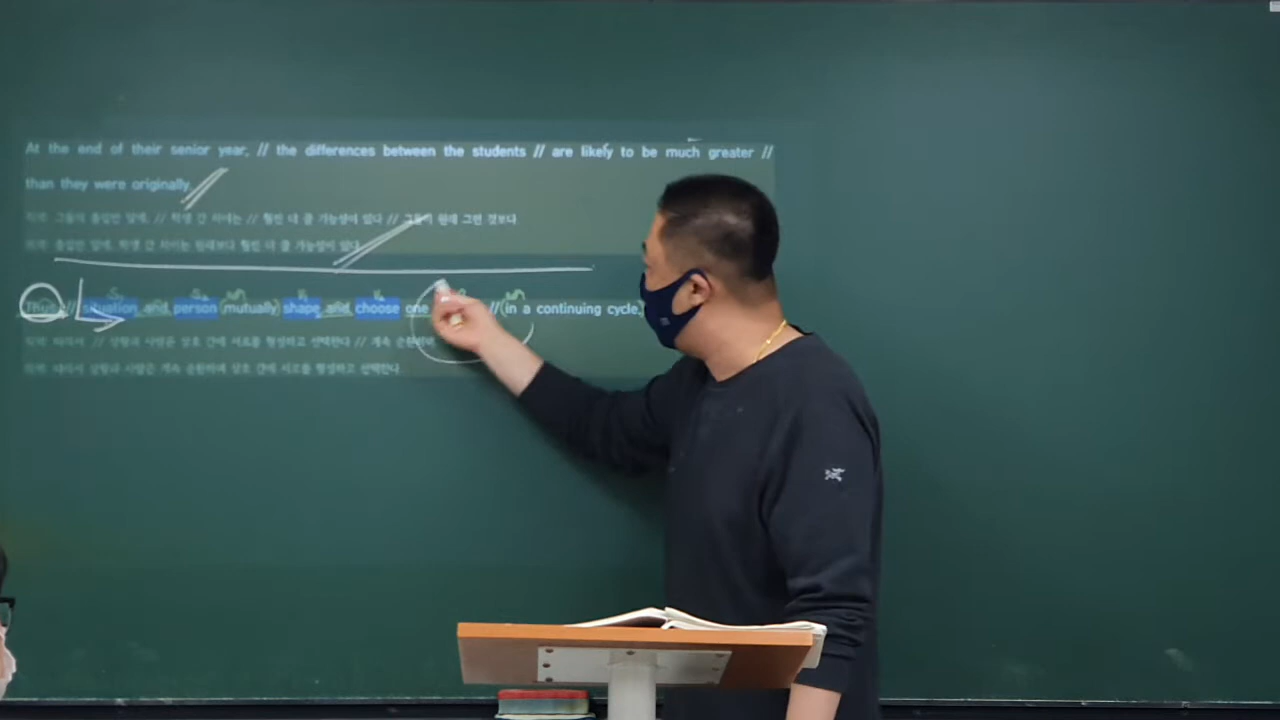 At the end of their senior year, // the differences between the students // are likely to be much greater //
than they were originally.
직역: 그들의 졸업반 말에, // 학생 간 차이는 // 훨씬 더 클 가능성이 있다 // 그들이 원래 그런 것보다.
의역: 졸업반 말에, 학생 간 차이는 원래보다 훨씬 더 클 가능성이 있다.
Thus // situation and person (mutually) shape and choose one // (in a continuing cycle.)
직역: 따라서 // 상황과 사람은 상호 간에 서로를 형성하고 선택한다 // 계속 순환하며
의역: 따라서 상황과 사람은 계속 순환하며 상호 간에 서로를 형성하고 선택한다.